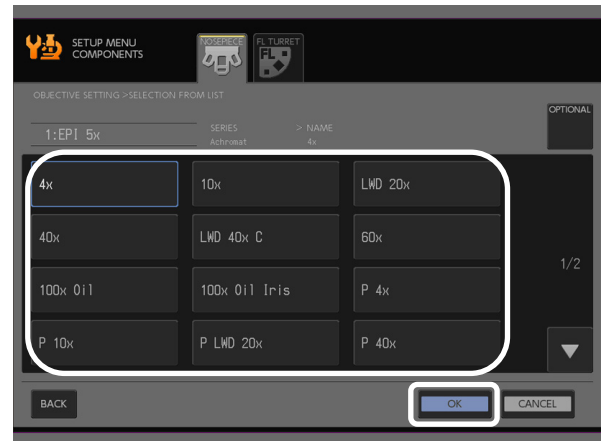 SETUP MENU
COMPONENTS
NOSEPIECE
FL TURRET
FL
OBJECTIVE SETTING >SELECTION FROM LIST
OPTIONAL
1:EPI 5x
SERIES > NAME
Achromat 4x
4x 10x LWD 20x
40x LWD 40x C 60x
1/2
100x Oil 100x Oil Iris P 4x
P 10x P LWD 20x P 40x
BACK OK CANCEL